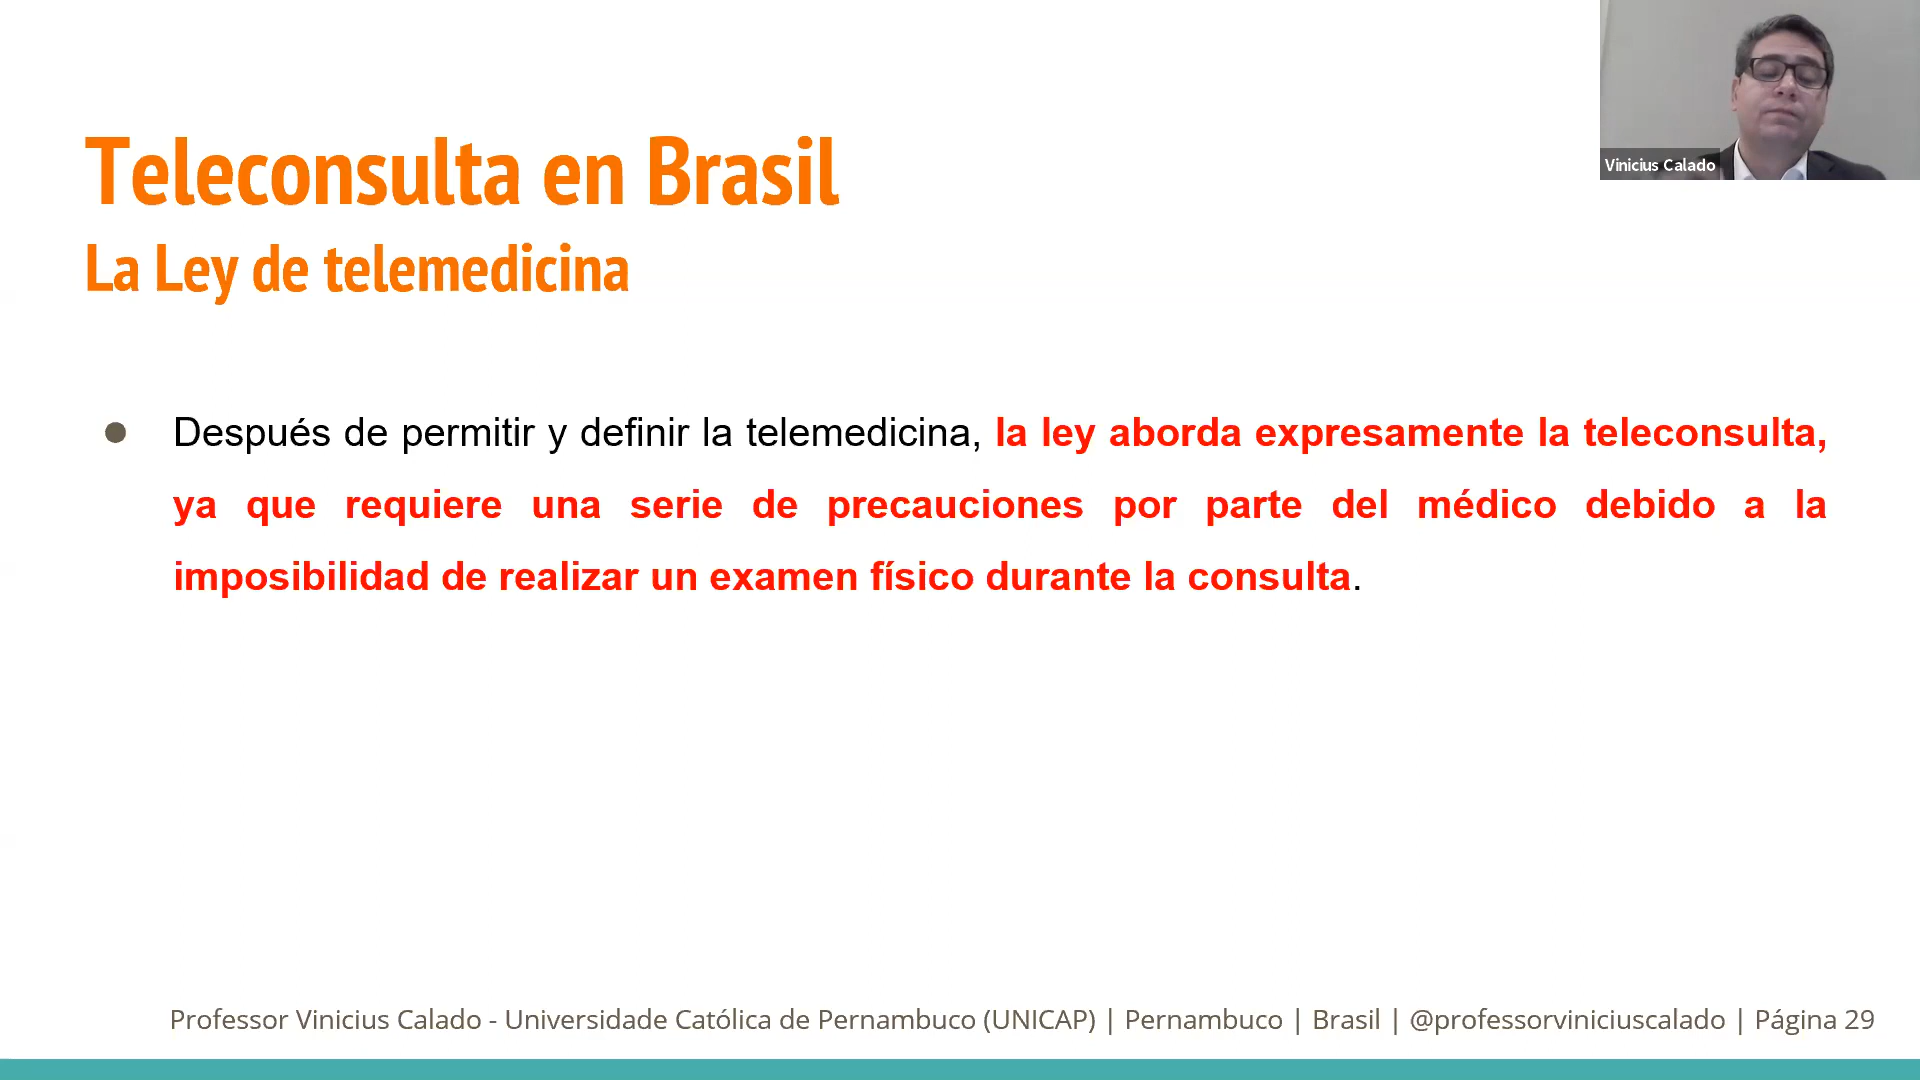 Teleconsulta en Brasil
La Ley de telemedicina
Vinicius Calado
● Después de permitir y definir la telemedicina, la ley aborda expresamente la teleconsulta,
ya que requiere una serie de precauciones por parte del médico debido a la
imposibilidad de realizar un examen físico durante la consulta.
Professor Vinicius Calado - Universidade Católica de Pernambuco (UNICAP) | Pernambuco | Brasil | @professorviniciuscalado | Página 29